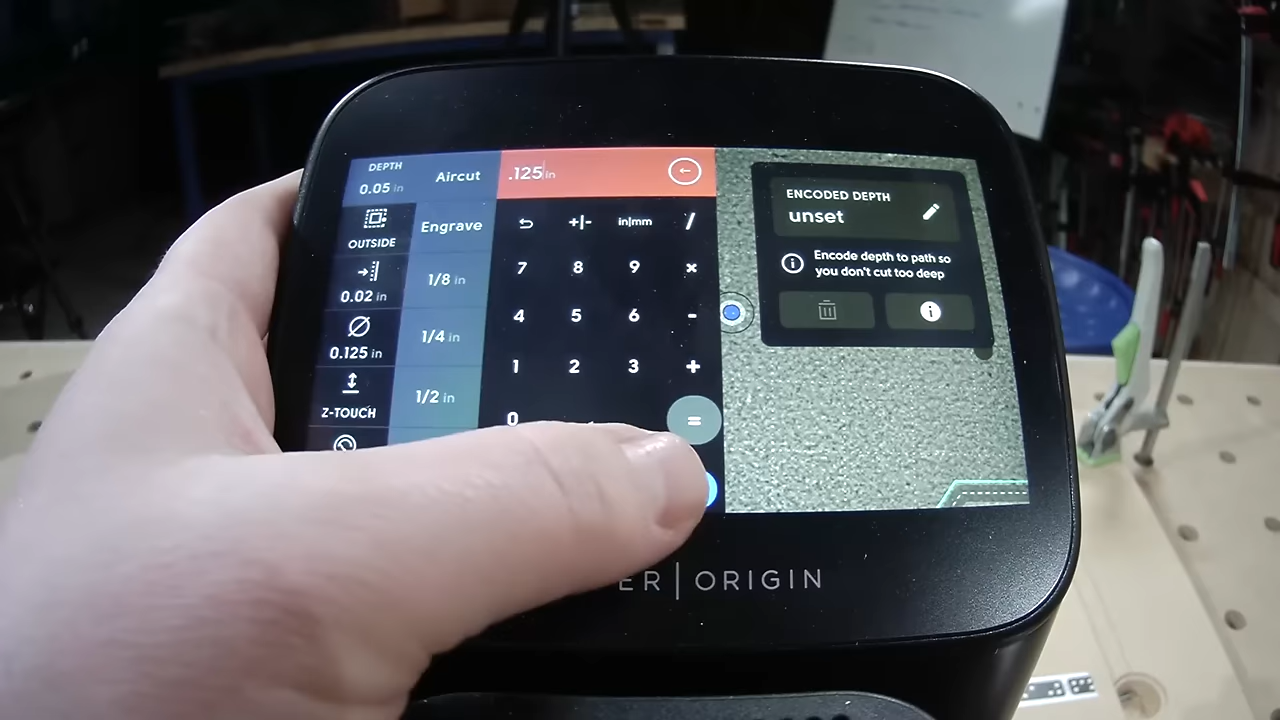 DEPTH
0.05 in
OUTSIDE
0.02 in
0.125 in
Z-TOUCH
Aircut
Engrave
1/8 in
1/4 in
1/2 in
.125 in
+|- in|mm /
7 8 9 ×
4 5 6 -
1 2 3 +
0 =
ENCODED DEPTH
unset
Encode depth to path so
you don't cut too deep
ER | ORIGIN